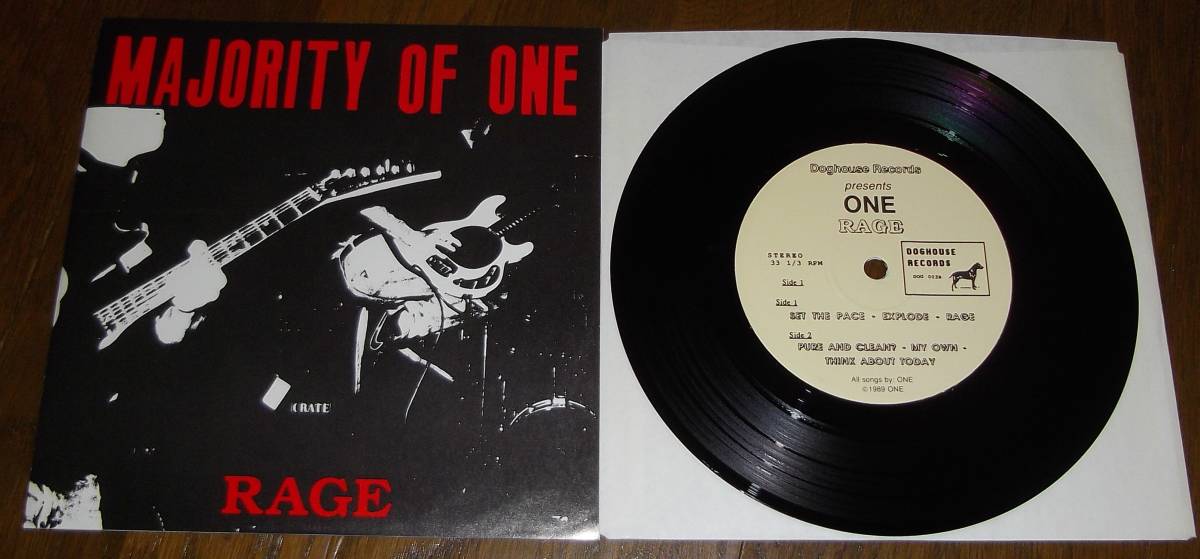 MAJORITY OF ONE
CRATE
RAGE
Doghouse Records
presents
ONE
RAGE
STEREO
33 1/3 RPM
DOGHOUSE
RECORDS
Side 1
Side 1
SET THE PACE - EXPLODE - RAGE
Side 2
PURE AND CLEAN? - MY OWN -
THINK ABOUT TODAY
All songs by: ONE
©1989 ONE